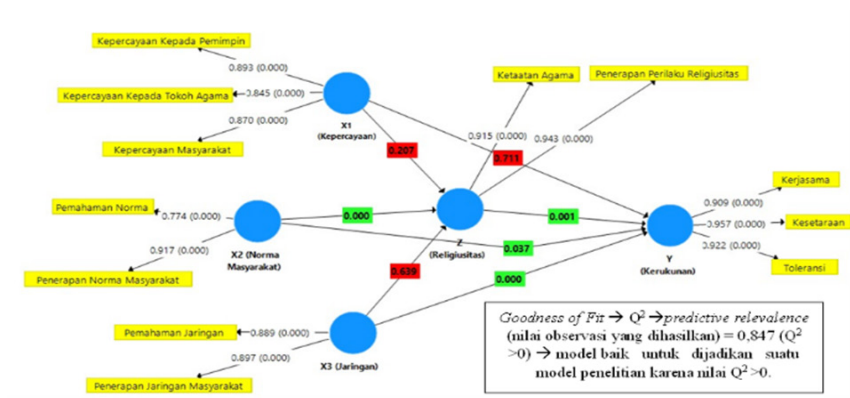 Kepercayaan Kepada Pemimpin
0.893 (0.000)
Kepercayaan Kepada Tokoh Agama
0.845 (0.000)
0.870 (0.000)
Kepercayaan Masyarakat
X1
(Kepercayaan)
0.207
0.711
Ketaatan Agama
Penerapan Perilaku Religiusitas
0.915 (0.000)
0.943 (0.000)
Pemahaman Norma
0.774 (0.000)
0.917 (0.000)
Penerapan Norma Masyarakat
X2 (Norma
Masyarakat)
0.000
0.037
Z
(Religiusitas)
0.001
0.639
0.000
Kerjasama
0.909 (0.000)
0.957 (0.000)
Kesetaraan
0.922 (0.000)
Toleransi
Y
(Kerukunan)
Pemahaman Jaringan
0.889 (0.000)
0.897 (0.000)
Penerapan Jaringan Masyarakat
X3 (Jaringan)
Goodness of Fit → Q² →predictive relevalence
(nilai observasi yang dihasilkan) = 0,847 (Q²
>0) → model baik untuk dijadikan suatu
model penelitian karena nilai Q² >0.